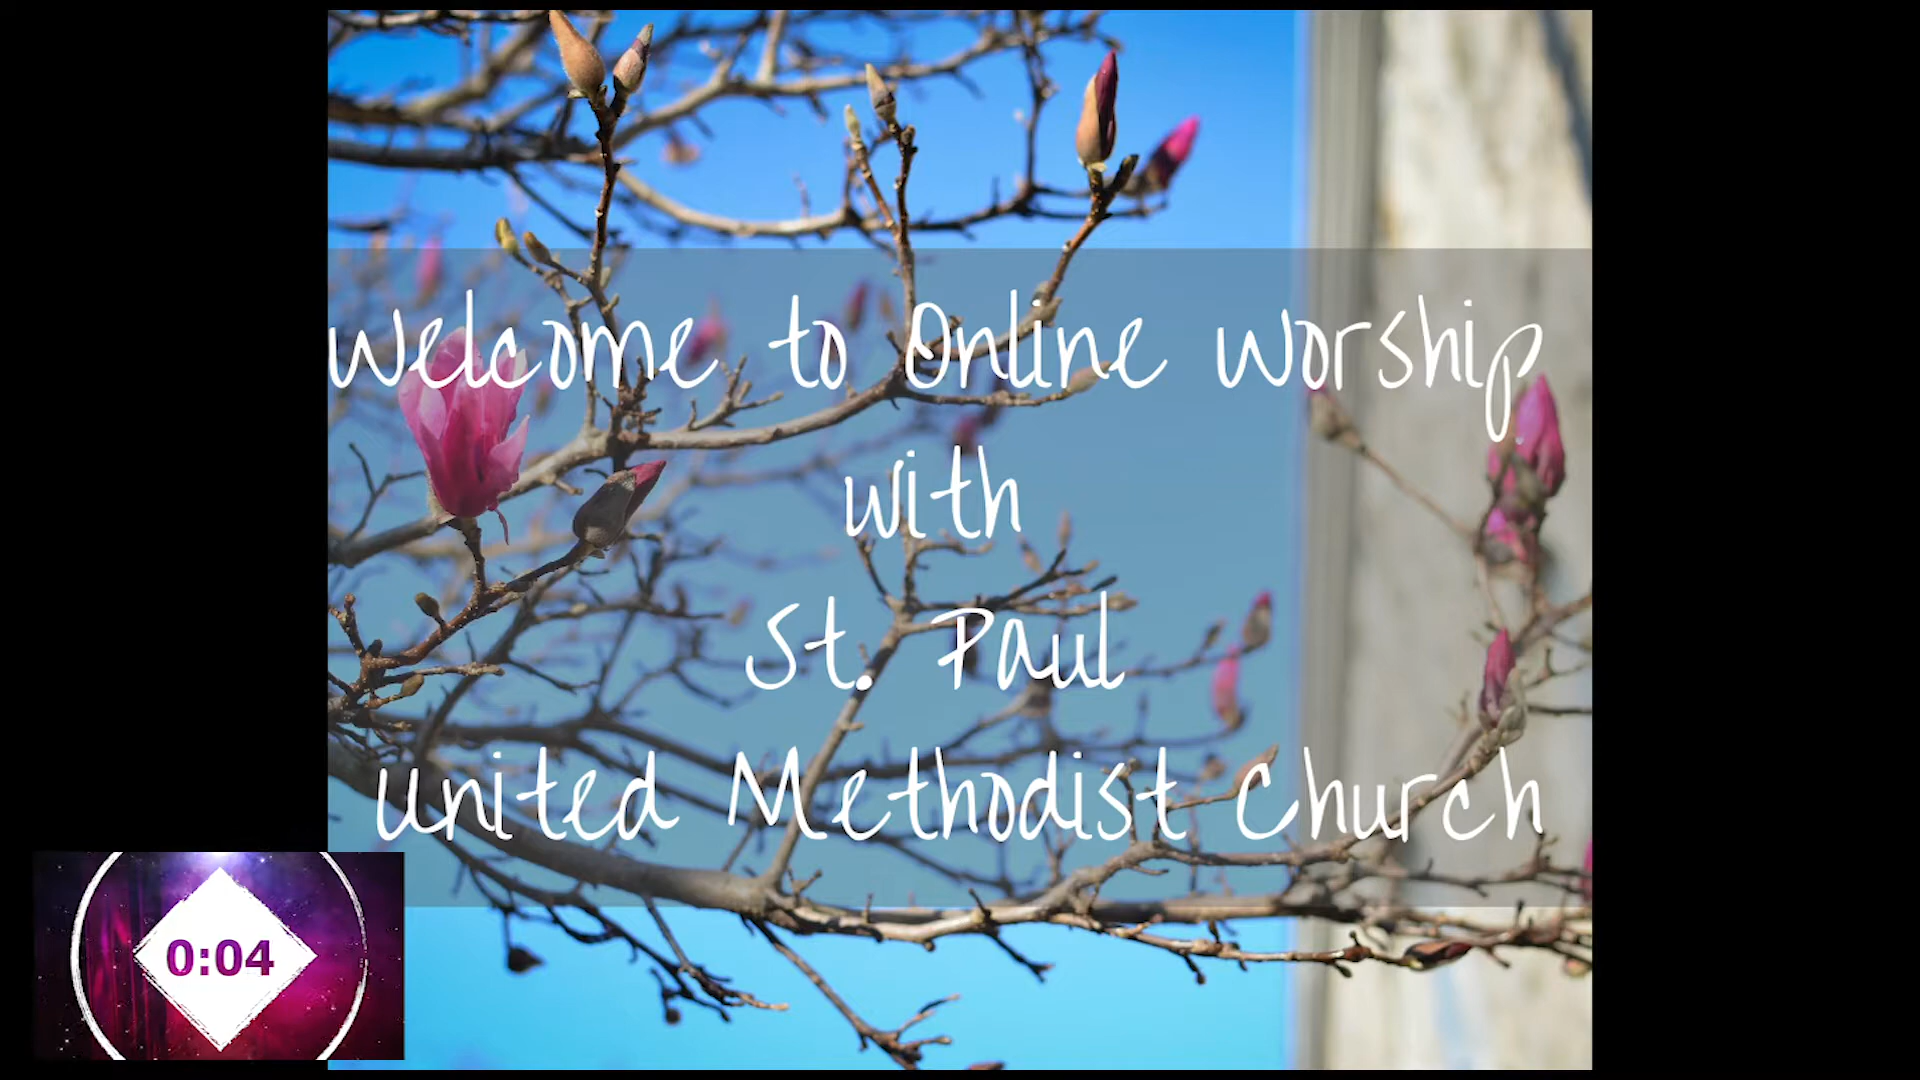 Welcome to Online Worship
with
St. Paul
United Methodist Church
0:04